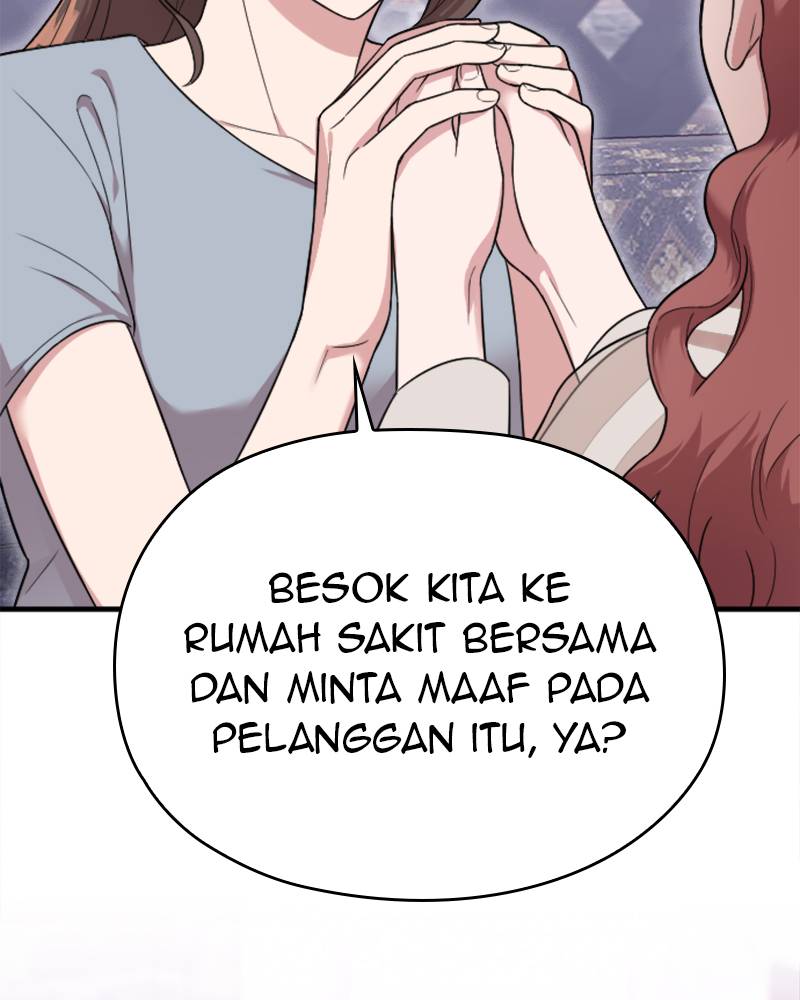 BESOK KITA KE
RUMAH SAKIT BERSAMA
DAN MINTA MAAF PADA
PELANGGAN ITU, YA?